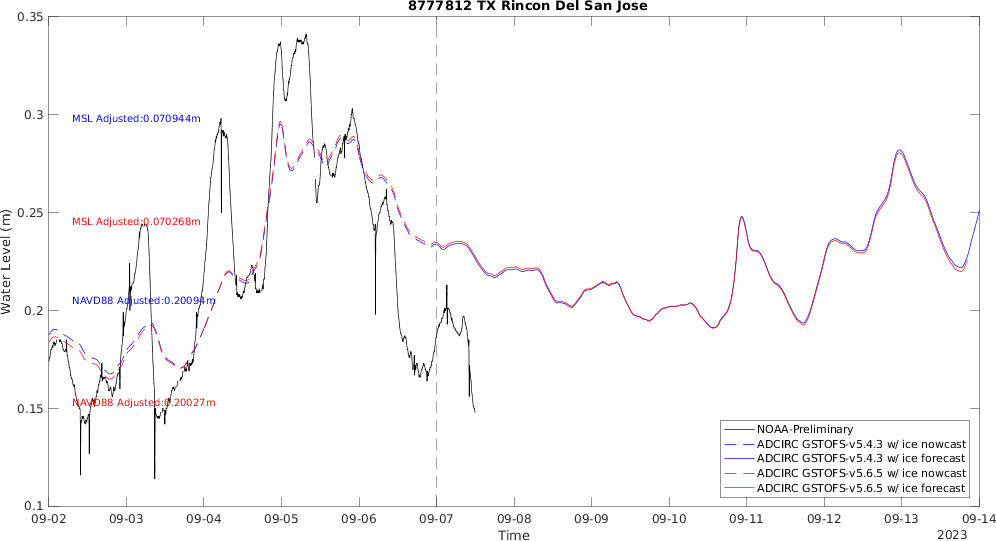 8777812 TX Rincon Del San Jose
0.35
0.3
0.25
0.2
0.15
0.1
Water Level (m)
MSL Adjusted:0.070944m
MSL Adjusted:0.070268m
NAVD88 Adjusted:0.20094m
NAVD88 Adjusted:0.20027m
NOAA-Preliminary
ADCIRC GSTOFS-v5.4.3 w/ ice nowcast
ADCIRC GSTOFS-v5.4.3 w/ ice forecast
ADCIRC GSTOFS-v5.6.5 w/ ice nowcast
ADCIRC GSTOFS-v5.6.5 w/ ice forecast
09-02 09-03 09-04 09-05 09-06 09-07 09-08 09-09 09-10 09-11 09-12 09-13 09-14
Time
2023